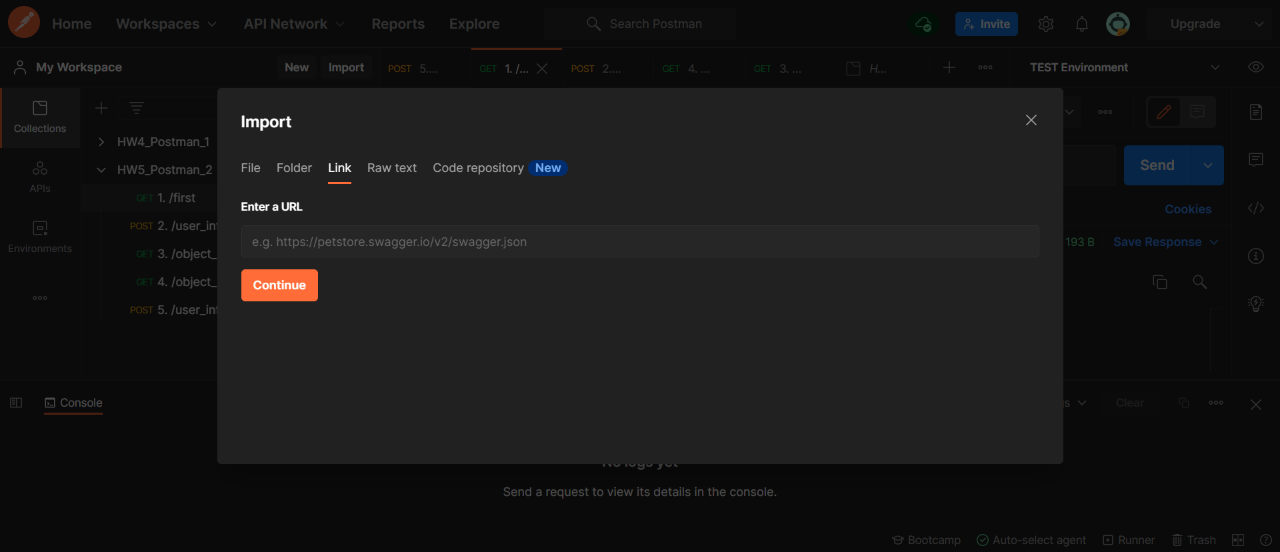 Home Workspaces API Network Reports Explore Search Postman Invite Upgrade
My Workspace New Import POST 5.... GET 1. /... POST 2.... GET 4. ... GET 3. ... H... TEST Environment
Import
Collections
HW4_Postman_1
File Folder Link Raw text Code repository New
Send
HW5_Postman_2
APIs
GET 1. /first
Enter a URL
Cookies
POST 2. /user_inf
Environments
e.g. https://petstore.swagger.io/v2/swagger.json
193 B Save Response
GET 3. /object_
GET 4. /object_
Continue
POST 5. /user_inf
Console
Clear
No logs yet
Send a request to view its details in the console.
Bootcamp Auto-select agent Runner Trash